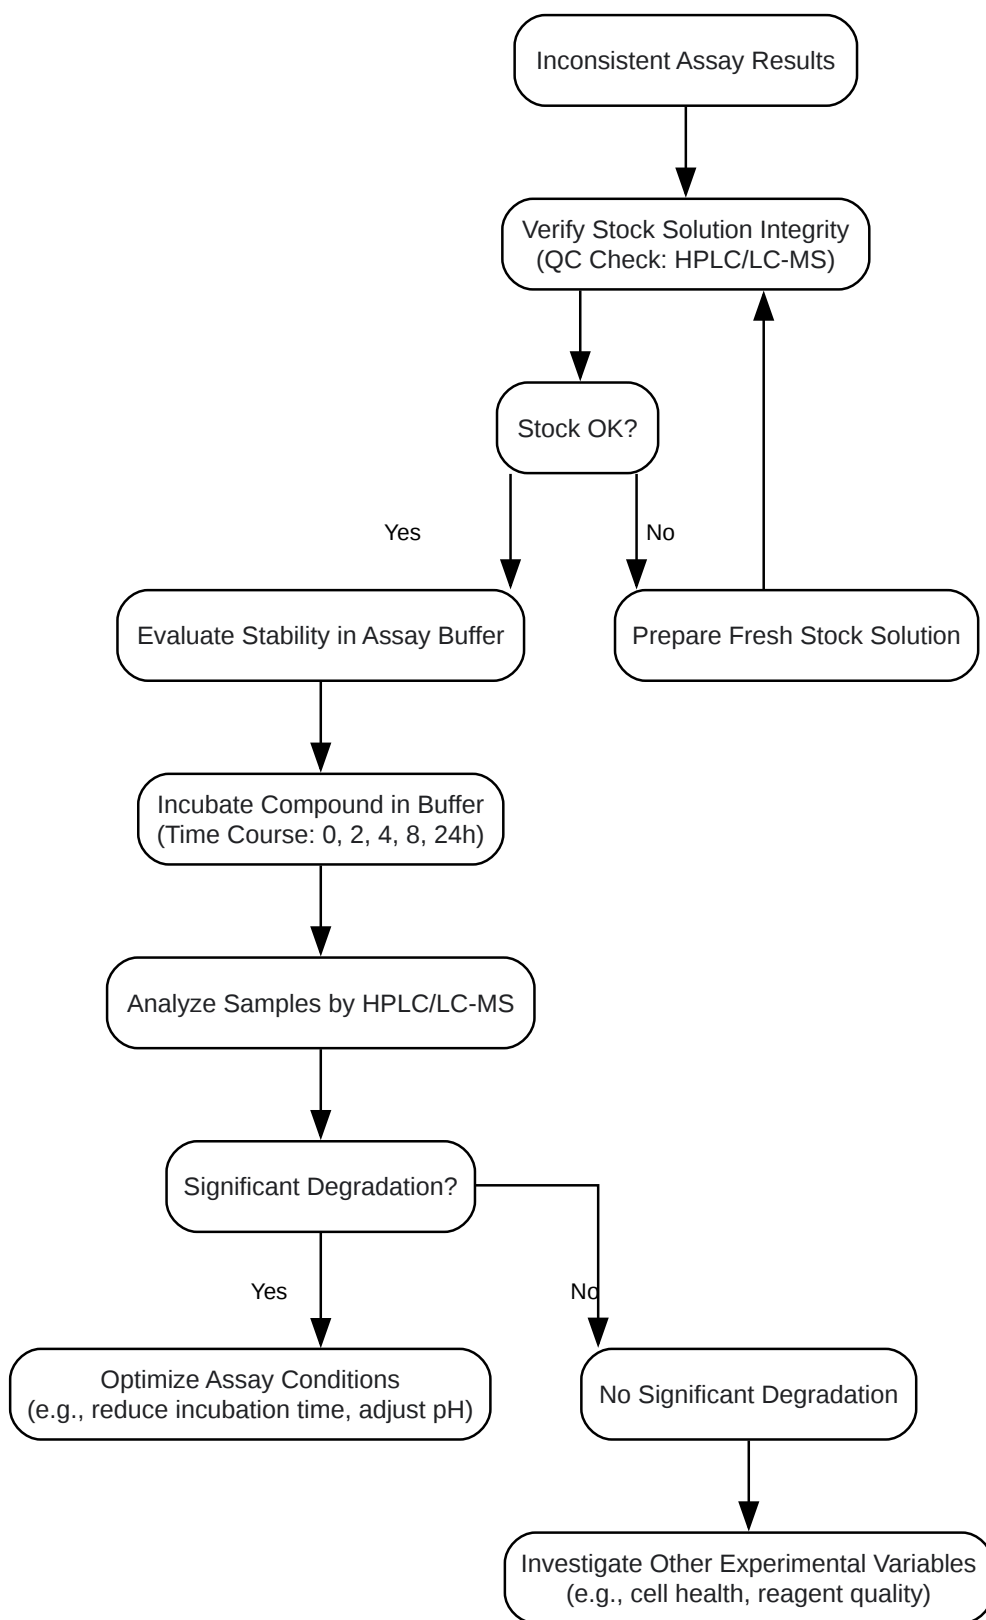 Inconsistent Assay Results
Verify Stock Solution Integrity
(QC Check: HPLC/LC-MS)
Stock OK?
Yes
No
Evaluate Stability in Assay Buffer
Prepare Fresh Stock Solution
Incubate Compound in Buffer
(Time Course: 0, 2, 4, 8, 24h)
Analyze Samples by HPLC/LC-MS
Significant Degradation?
Yes
No
Optimize Assay Conditions
(e.g., reduce incubation time, adjust pH)
No Significant Degradation
Investigate Other Experimental Variables
(e.g., cell health, reagent quality)